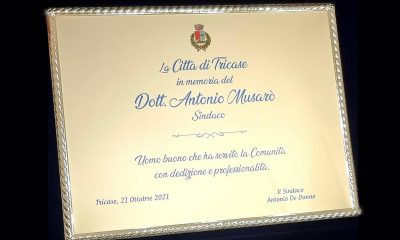 La Città di Tricase
in memoria del
Dott. Antonio Musarò
Sindaco
Uomo buono che ha servito la Comunità
con dedizione e professionalità.
Tricase, 21 Ottobre 2021
Il Sindaco
Antonio De Donno